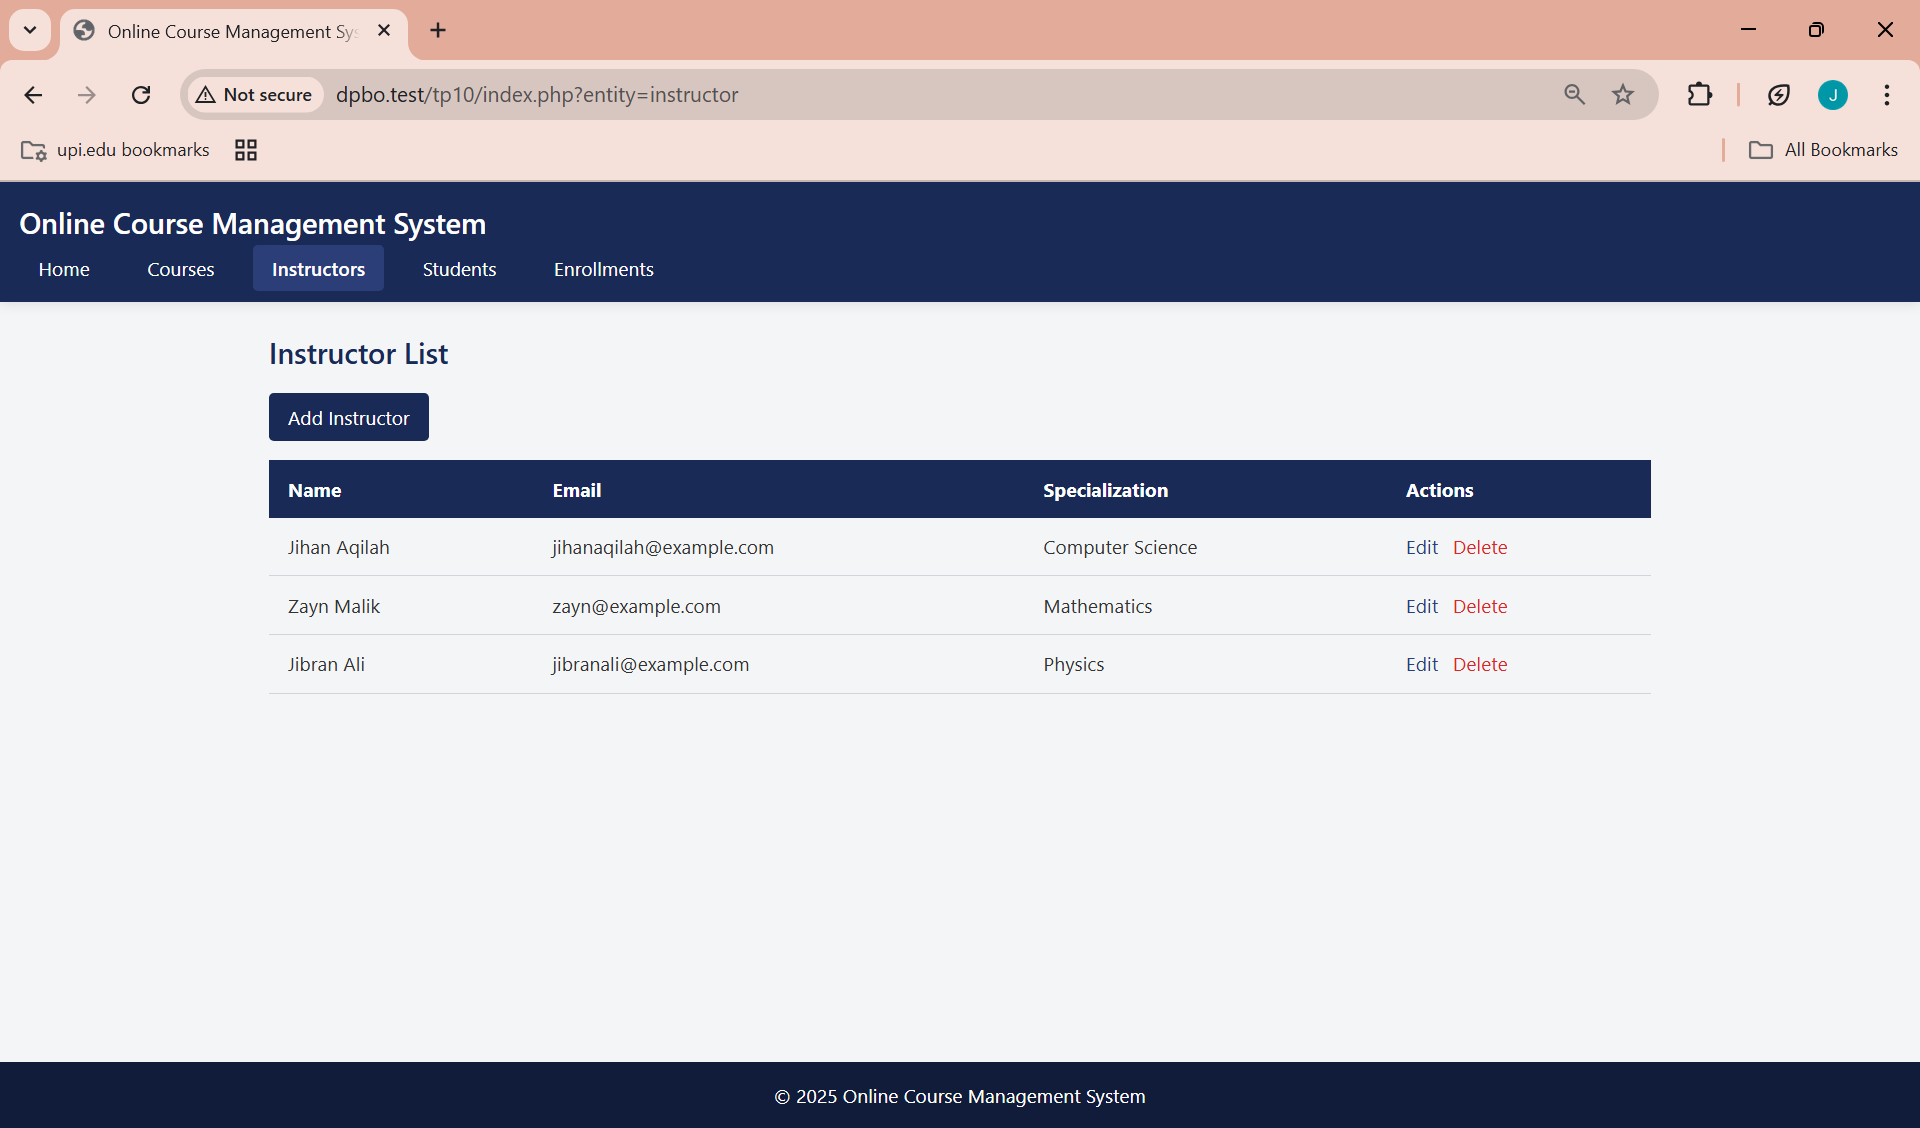 Online Course Management Sy
Not secure
dpbo.test/tp10/index.php?entity=instructor
J
upi.edu bookmarks
All Bookmarks
Online Course Management System
Home Courses Instructors Students Enrollments
Instructor List
Add Instructor
Name Email Specialization Actions
Jihan Aqilah jihanaqilah@example.com Computer Science Edit Delete
Zayn Malik zayn@example.com Mathematics Edit Delete
Jibran Ali jibranali@example.com Physics Edit Delete
© 2025 Online Course Management System